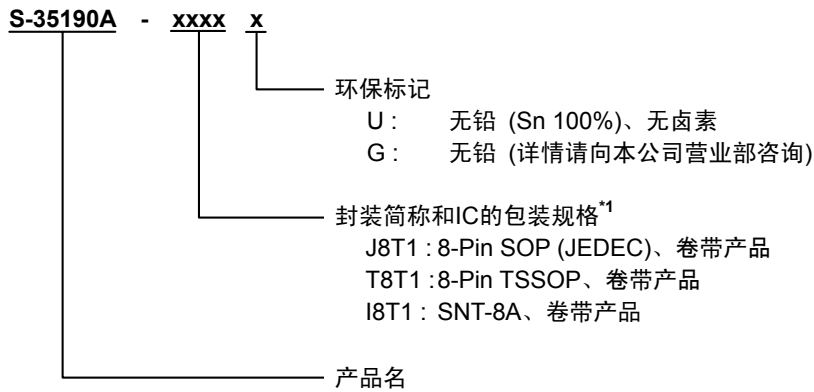 S-35190A - xxxx x
环保标记
U : 无铅 (Sn 100%)、无卤素
G : 无铅 (详情请向本公司营业部咨询)
封装简称和IC的包装规格*1
J8T1 : 8-Pin SOP (JEDEC)、卷带产品
T8T1 :8-Pin TSSOP、卷带产品
I8T1 : SNT-8A、卷带产品
产品名